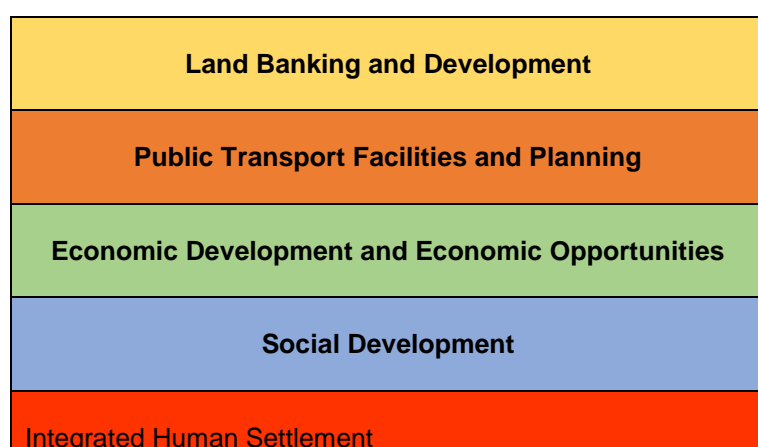 Land Banking and Development
Public Transport Facilities and Planning
Economic Development and Economic Opportunities
Social Development
Integrated Human Settlement